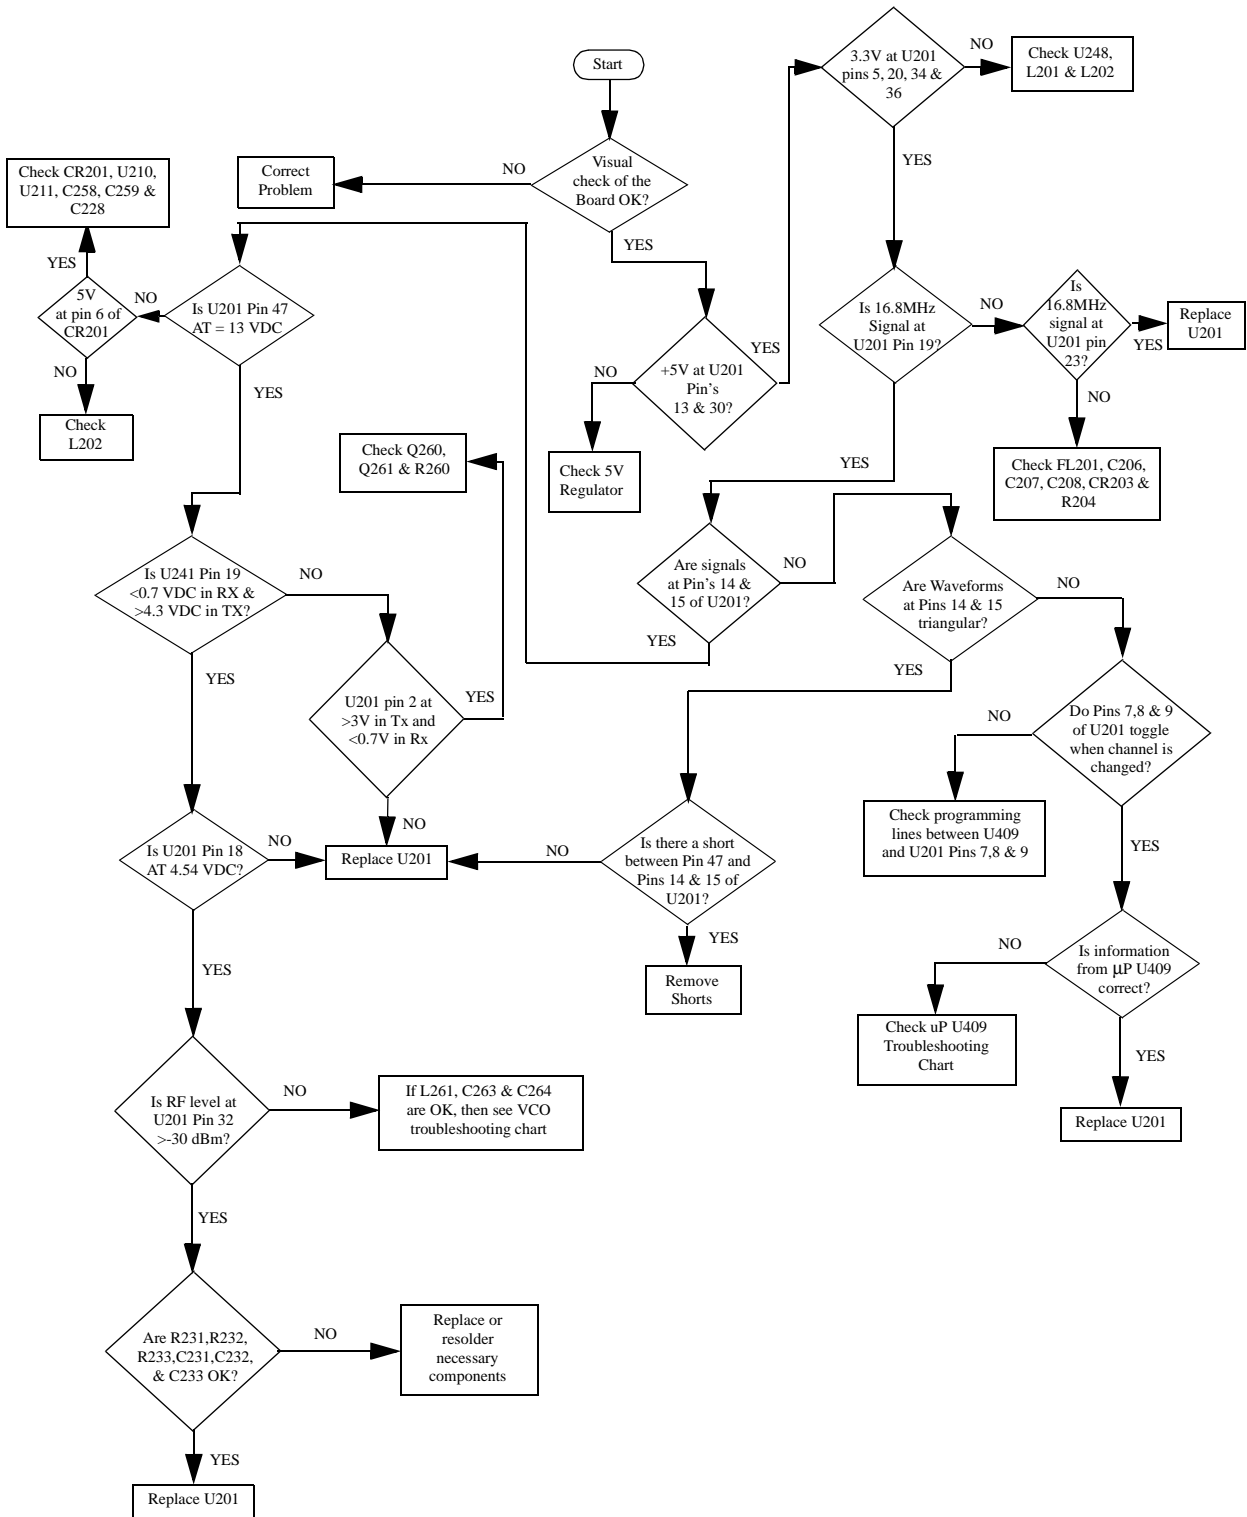 Start
3.3V at U201
pins 5, 20, 34 &
36
NO
Check U248,
L201 & L202
YES
Visual
check of the
Board OK?
NO
Correct
Problem
YES
Check CR201, U210,
U211, C258, C259 &
C228
YES
5V
at pin 6 of
CR201
NO
Is U201 Pin 47
AT = 13 VDC
NO
Check
L202
YES
+5V at U201
Pin's
13 & 30?
YES
NO
Check 5V
Regulator
Is 16.8MHz
Signal at
U201 Pin 19?
NO
Is
16.8MHz
signal at
U201 pin
23?
YES
Replace
U201
NO
Check FL201, C206,
C207, C208, CR203 &
R204
YES
Check Q260,
Q261 & R260
Is U241 Pin 19
<0.7 VDC in RX &
>4.3 VDC in TX?
NO
YES
Are signals
at Pin's 14 &
15 of U201?
NO
YES
Are Waveforms
at Pins 14 & 15
triangular?
NO
YES
U201 pin 2 at
>3V in Tx and
<0.7V in Rx
YES
NO
Do Pins 7,8 & 9
of U201 toggle
when channel is
changed?
NO
Check programming
lines between U409
and U201 Pins 7,8 & 9
YES
Is U201 Pin 18
AT 4.54 VDC?
NO
Replace U201
NO
Is there a short
between Pin 47 and
Pins 14 & 15 of
U201?
YES
Remove
Shorts
YES
Is information
from µP U409
correct?
NO
Check uP U409
Troubleshooting
Chart
YES
Replace U201
Is RF level at
U201 Pin 32
>-30 dBm?
NO
If L261, C263 & C264
are OK, then see VCO
troubleshooting chart
YES
Are R231,R232,
R233,C231,C232,
& C233 OK?
NO
Replace or
resolder
necessary
components
YES
Replace U201